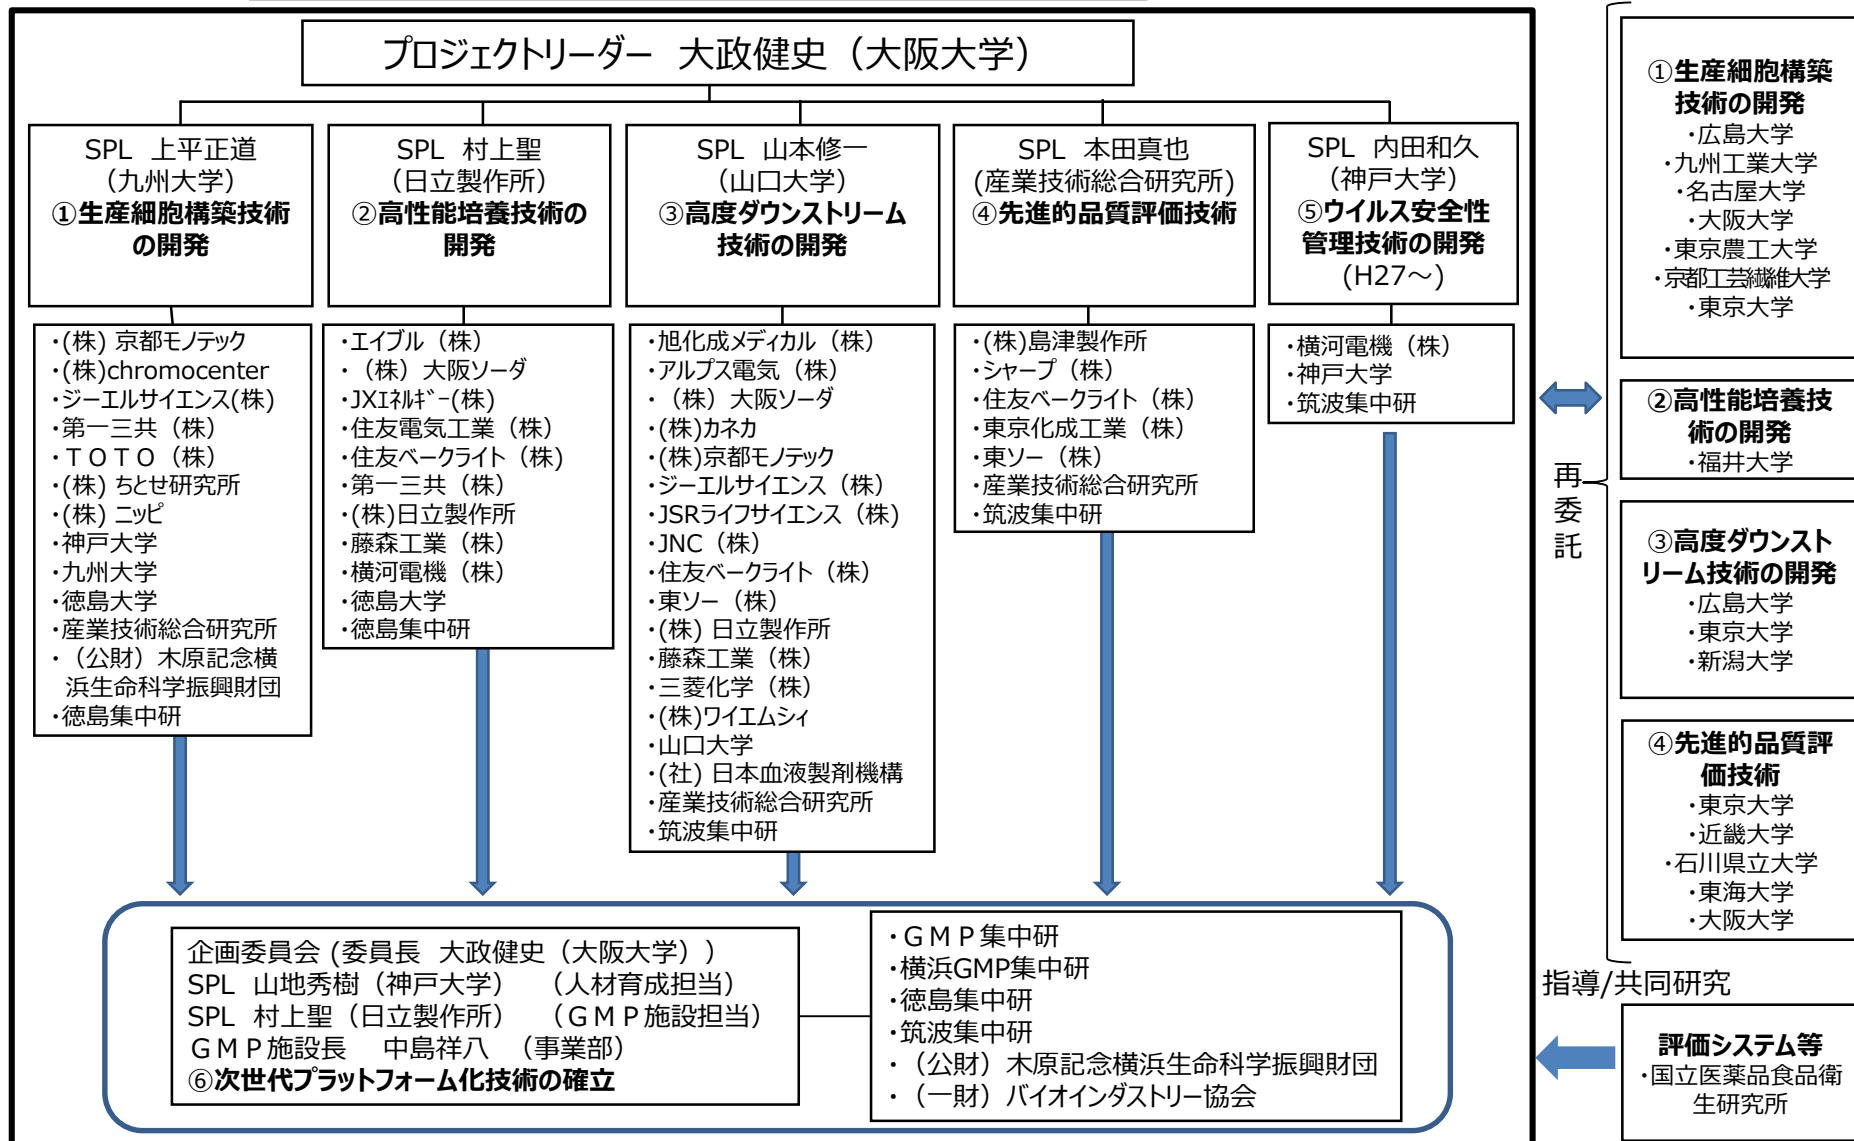 プロジェクトリーダー 大政健史（大阪大学）
SPL 上平正道
（九州大学）
①生産細胞構築技術
の開発
SPL 村上聖
（日立製作所）
②高性能培養技術の
開発
SPL 山本修一
（山口大学）
③高度ダウンストリーム
技術の開発
SPL 本田真也
(産業技術総合研究所)
④先進的品質評価技術
SPL 内田和久
（神戸大学）
⑤ウイルス安全性
管理技術の開発
(H27～)
・(株) 京都モノテック
・(株)chromocenter
・ジーエルサイエンス(株)
・第一三共（株）
・ＴＯＴＯ（株）
・(株) ちとせ研究所
・(株) ニッピ
・神戸大学
・九州大学
・徳島大学
・産業技術総合研究所
・（公財）木原記念横
浜生命科学振興財団
・徳島集中研
・エイブル（株）
・（株）大阪ソーダ
・JXｴﾈﾙｷﾞｰ(株)
・住友電気工業（株）
・住友ベークライト（株）
・第一三共（株）
・(株)日立製作所
・藤森工業（株）
・横河電機（株）
・徳島大学
・徳島集中研
・旭化成メディカル（株）
・アルプス電気（株）
・（株）大阪ソーダ
・(株)カネカ
・(株)京都モノテック
・ジーエルサイエンス（株）
・JSRライフサイエンス（株）
・JNC（株）
・住友ベークライト（株）
・東ソー（株）
・(株) 日立製作所
・藤森工業（株）
・三菱化学（株）
・(株)ワイエムシィ
・山口大学
・(社) 日本血液製剤機構
・産業技術総合研究所
・筑波集中研
・(株)島津製作所
・シャープ（株）
・住友ベークライト（株）
・東京化成工業（株）
・東ソー（株）
・産業技術総合研究所
・筑波集中研
・横河電機（株）
・神戸大学
・筑波集中研
企画委員会 (委員長 大政健史（大阪大学））
SPL 山地秀樹（神戸大学） （人材育成担当）
SPL 村上聖（日立製作所） （ＧＭＰ施設担当）
ＧＭＰ施設長 中島祥八 （事業部）
⑥次世代プラットフォーム化技術の確立
・ＧＭＰ集中研
・横浜GMP集中研
・徳島集中研
・筑波集中研
・（公財）木原記念横浜生命科学振興財団
・（一財）バイオインダストリー協会
再委託
①生産細胞構築
技術の開発
・広島大学
・九州工業大学
・名古屋大学
・大阪大学
・東京農工大学
・京都工芸繊維大学
・東京大学
②高性能培養技
術の開発
・福井大学
③高度ダウンスト
リーム技術の開発
・広島大学
・東京大学
・新潟大学
④先進的品質評
価技術
・東京大学
・近畿大学
・石川県立大学
・東海大学
・大阪大学
指導/共同研究
評価システム等
・国立医薬品食品衛
生研究所